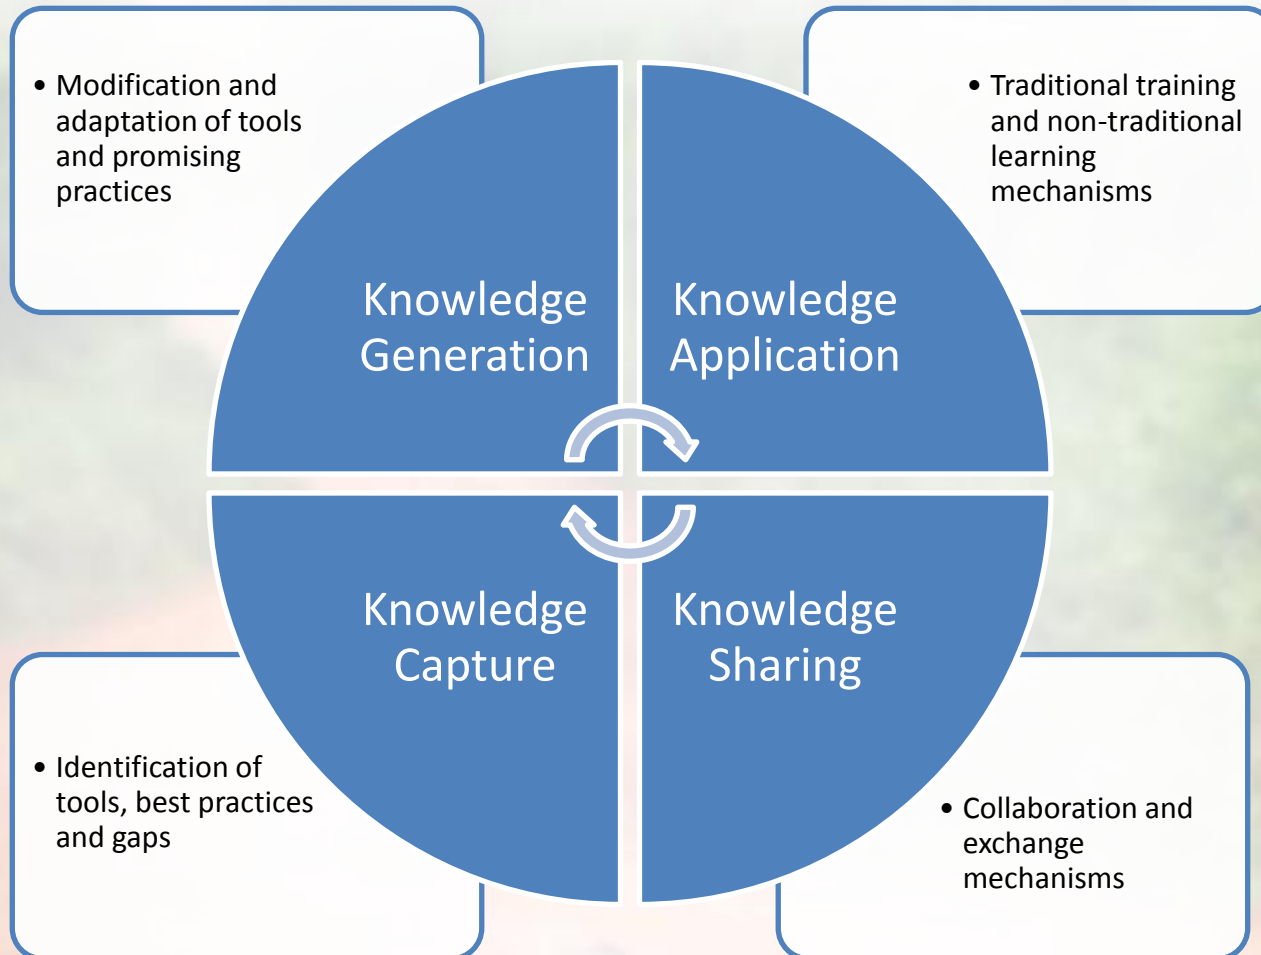 • Modification and
adaptation of tools
and promising
practices
• Traditional training
and non-traditional
learning
mechanisms
Knowledge
Generation
Knowledge
Application
Knowledge
Capture
Knowledge
Sharing
• Identification of
tools, best practices
and gaps
• Collaboration and
exchange
mechanisms